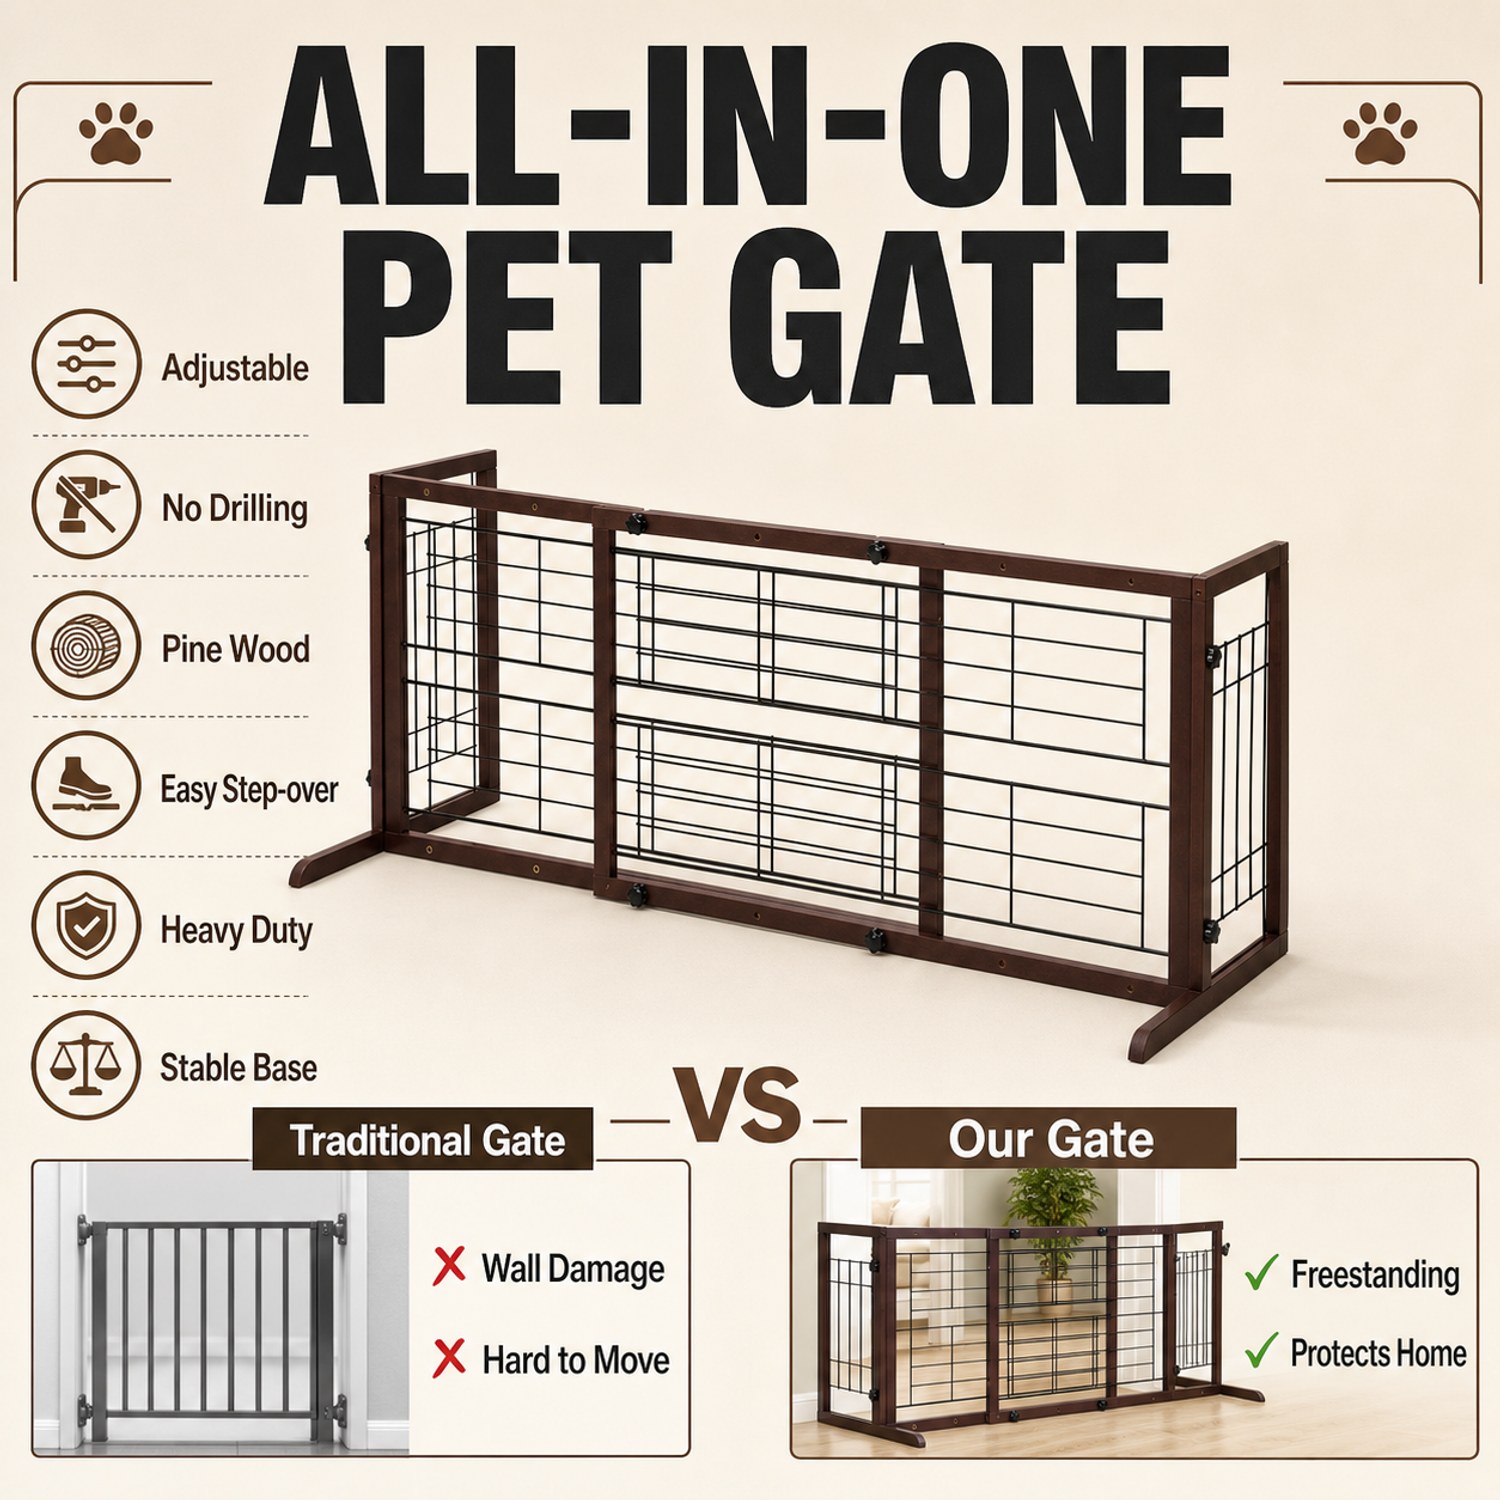 ALL-IN-ONE
PET GATE
Adjustable
No Drilling
Pine Wood
Easy Step-over
Heavy Duty
Stable Base
VS
Traditional Gate
Wall Damage
Hard to Move
Our Gate
Freestanding
Protects Home